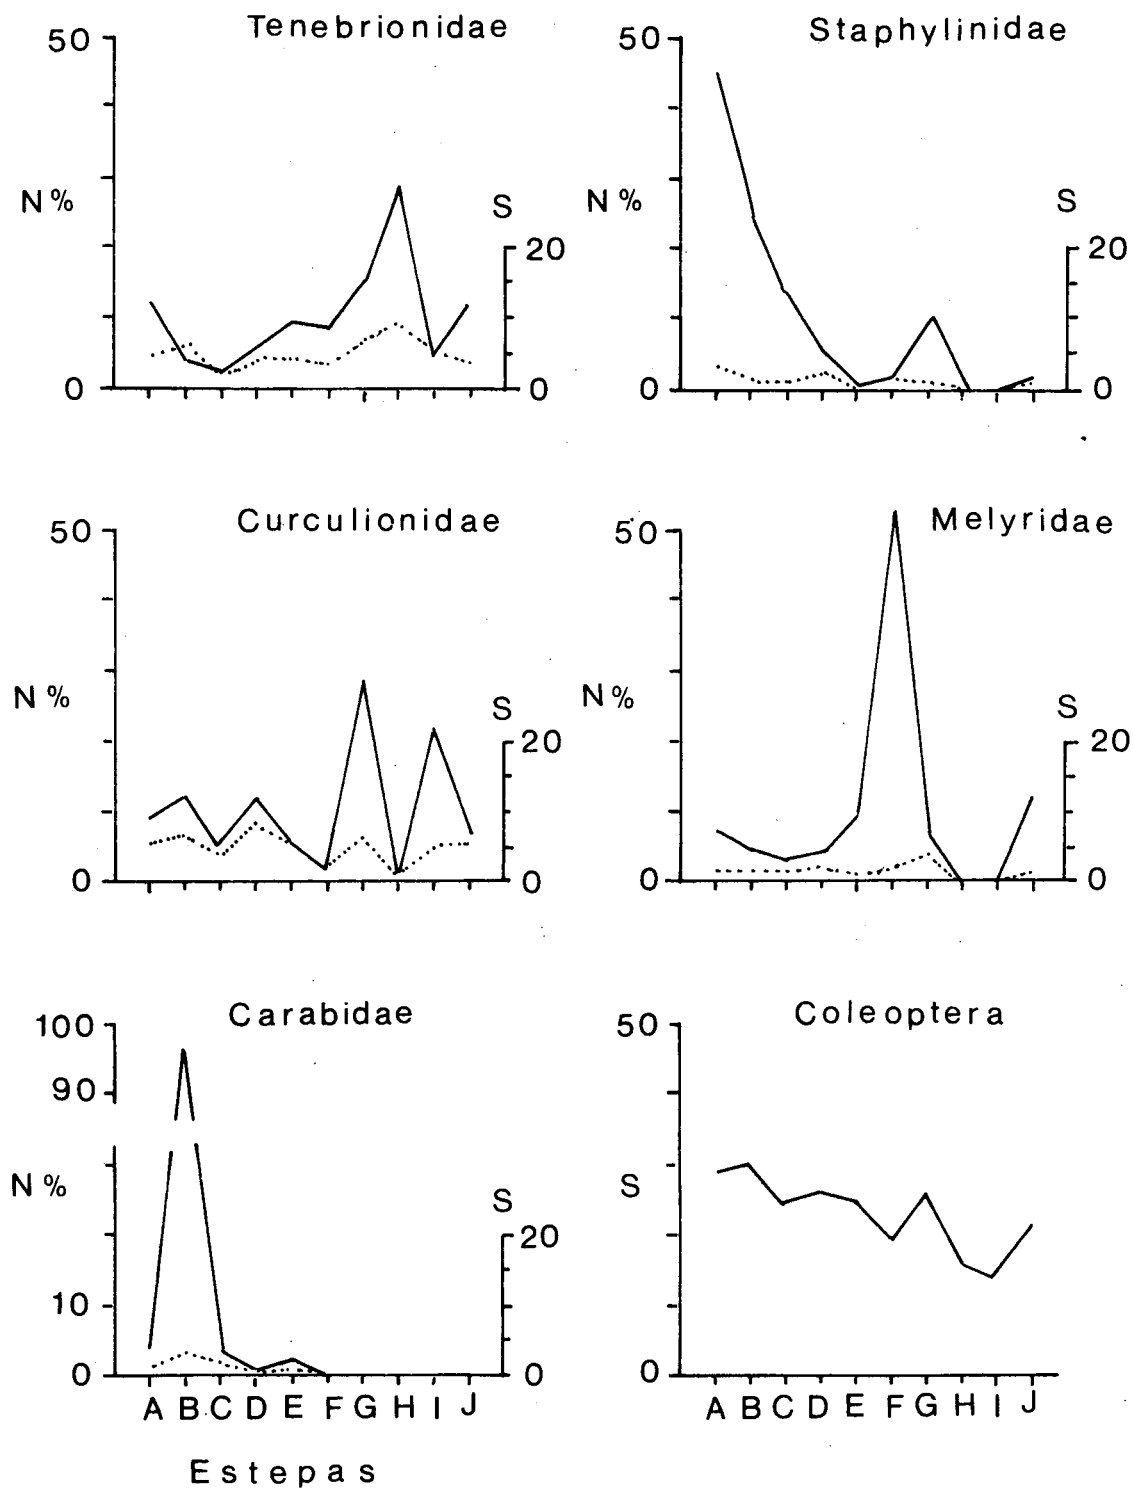 Tenebrionidae
50
N %
S
20
0
0
Staphylinidae
50
N %
S
20
0
0
Curculionidae
50
N %
S
20
0
0
Melyridae
50
N %
S
20
0
0
Carabidae
100
90
N %
S
20
10
0
0
A B C D E F G H I J
Estepas
Coleoptera
50
S
0
A B C D E F G H I J